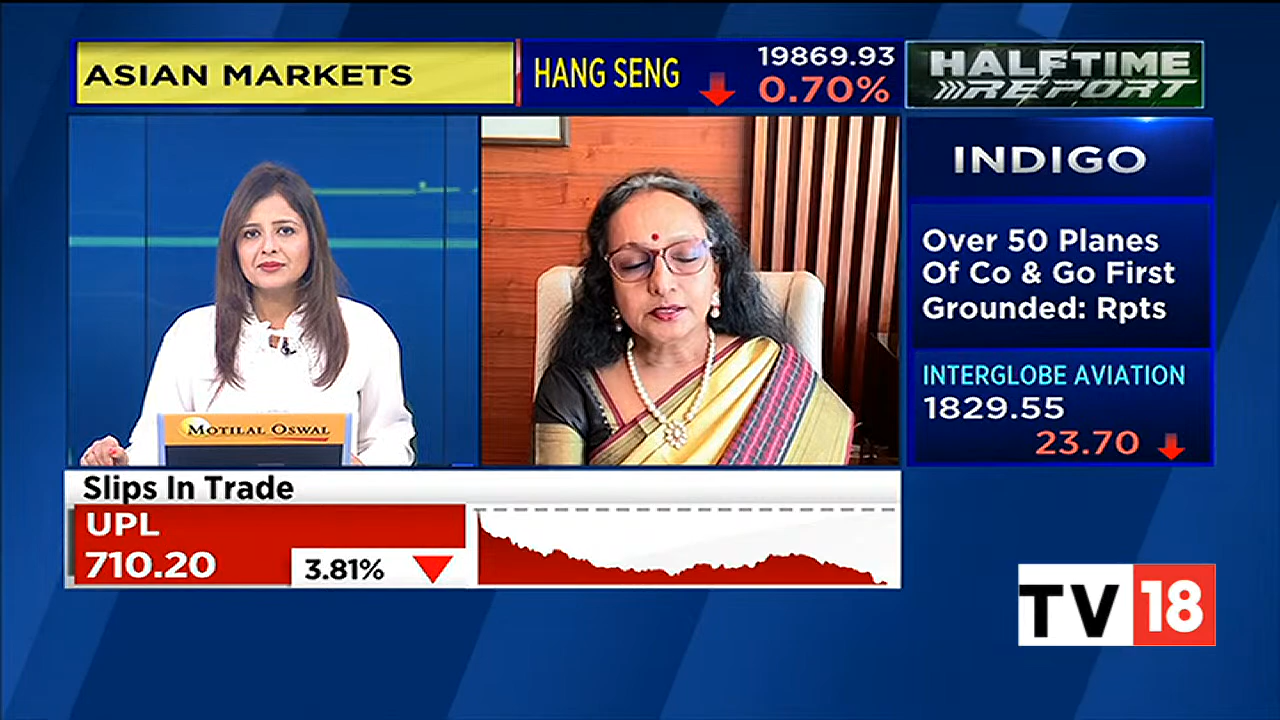 ASIAN MARKETS
HANG SENG
19869.93
0.70%
HALFTIME
REPORT
INDIGO
Over 50 Planes
Of Co & Go First
Grounded: Rpts
INTERGLOBE AVIATION
1829.55
23.70
MOTILAL OSWAL
Slips In Trade
UPL
710.20
3.81%
TV18